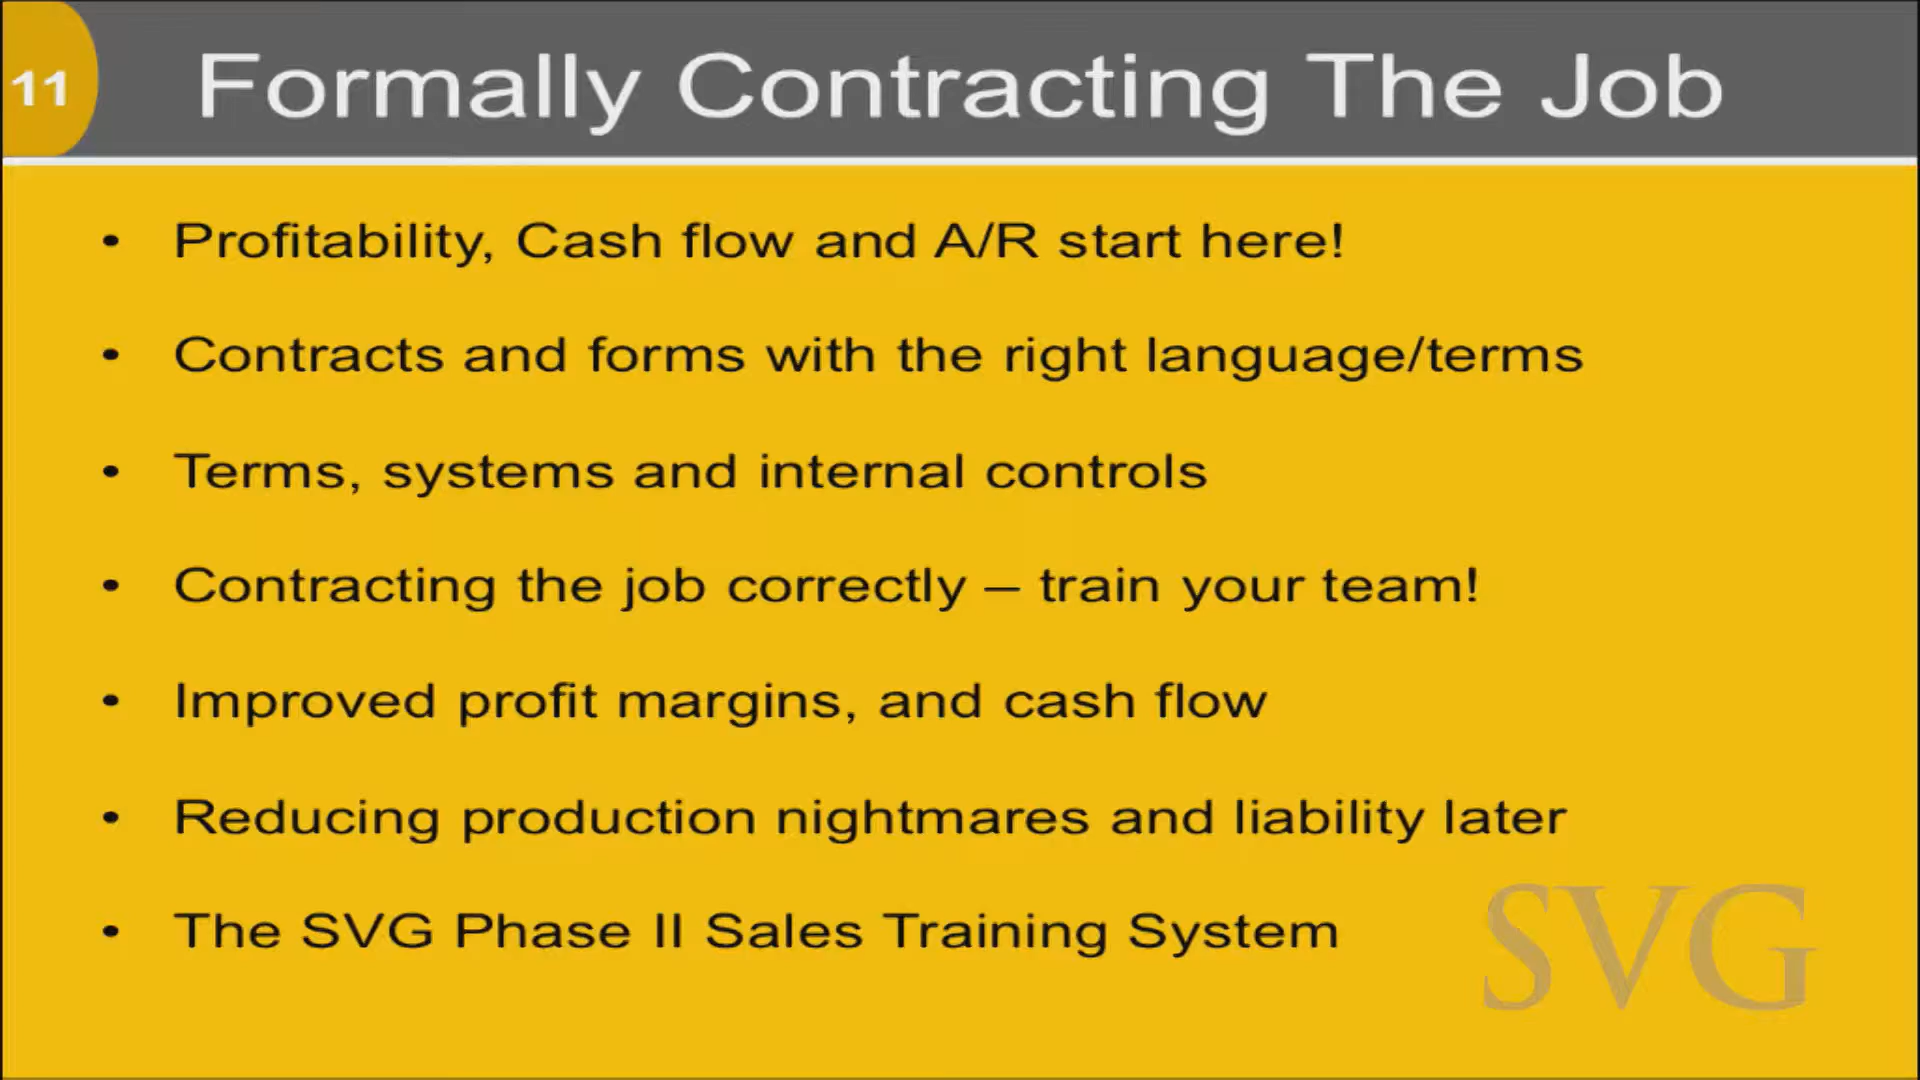 11
Formally Contracting The Job
• Profitability, Cash flow and A/R start here!
• Contracts and forms with the right language/terms
• Terms, systems and internal controls
• Contracting the job correctly – train your team!
• Improved profit margins, and cash flow
• Reducing production nightmares and liability later
• The SVG Phase II Sales Training System
SVG